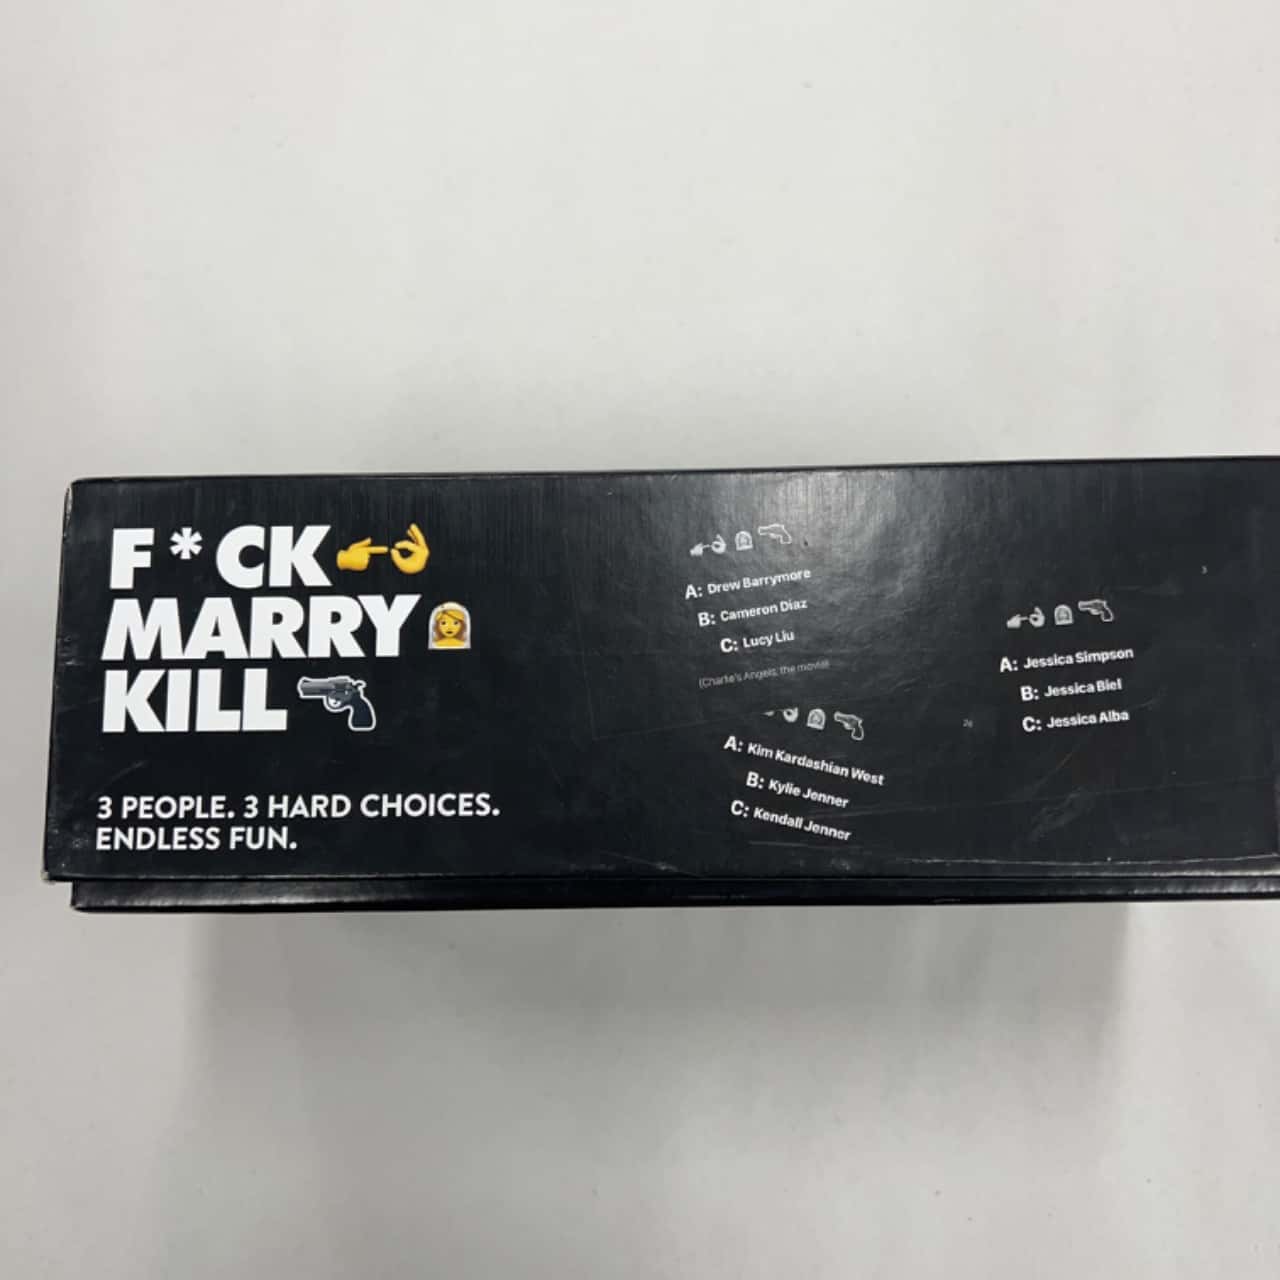 F*CK
MARRY
KILL
3 PEOPLE. 3 HARD CHOICES.
ENDLESS FUN.
A: Drew Barrymore
B: Cameron Diaz
C: Lucy Liu
(Charlie's Angels, the movie)
A: Kim Kardashian West
B: Kylie Jenner
C: Kendall Jenner
A: Jessica Simpson
B: Jessica Biel
C: Jessica Alba